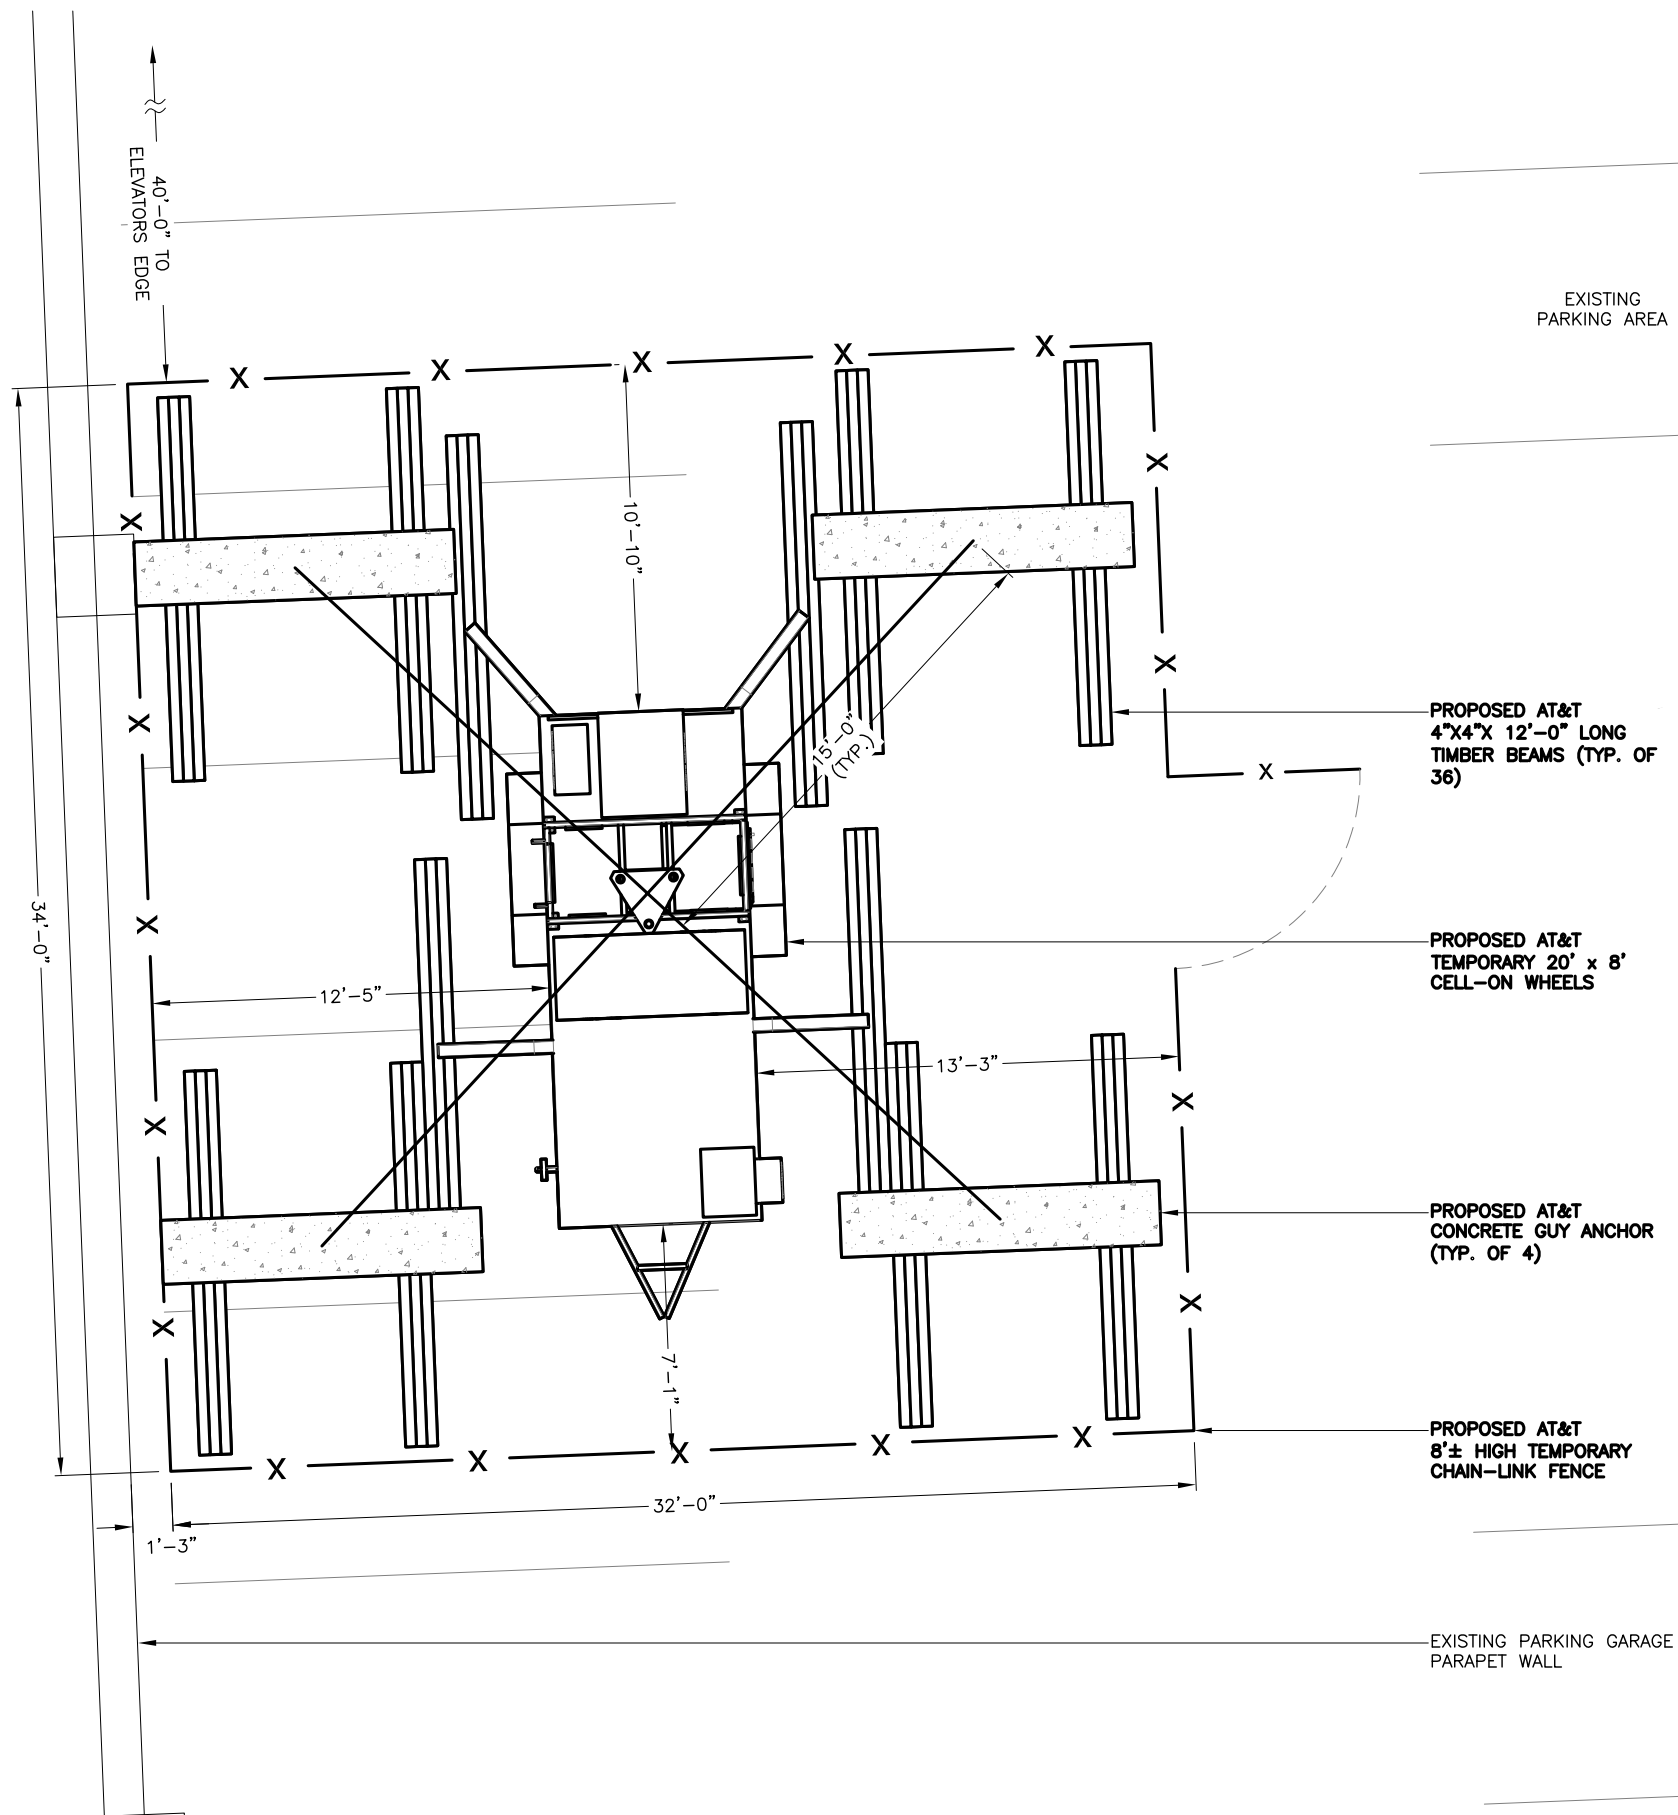 40'-0" TO
ELEVATORS EDGE
EXISTING
PARKING AREA
X X X X X
X
X
10'-10"
X
X
15'-0"
(TYP.)
PROPOSED AT&T
4"X4"X 12'-0" LONG
TIMBER BEAMS (TYP. OF
36)
X
X
34'-0"
X
PROPOSED AT&T
TEMPORARY 20' x 8'
CELL-ON WHEELS
12'-5"
13'-3"
X
X
PROPOSED AT&T
CONCRETE GUY ANCHOR
(TYP. OF 4)
X
X
7'-1"
PROPOSED AT&T
8'± HIGH TEMPORARY
CHAIN-LINK FENCE
X X X X X
32'-0"
1'-3"
EXISTING PARKING GARAGE
PARAPET WALL